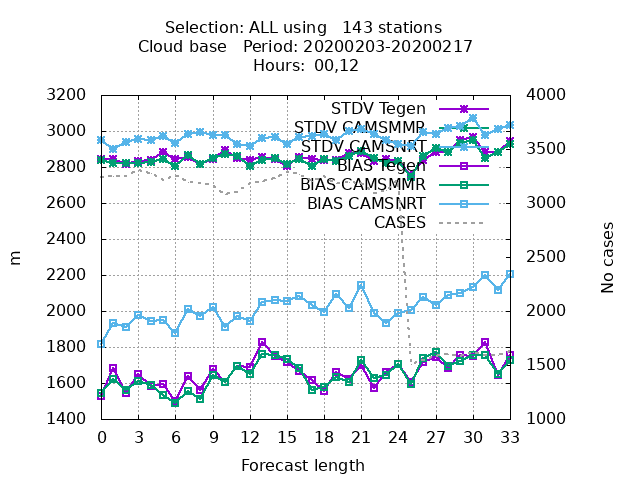 Selection: ALL using   143 stations
Cloud base   Period: 20200203-20200217
Hours:  00,12
3200
3000
2800
2600
2400
2200
2000
1800
1600
1400
m
4000
3500
3000
2500
2000
1500
1000
No cases
STDV Tegen
STDV CAMSMMR
STDV CAMSNRT
BIAS Tegen
BIAS CAMSMMR
BIAS CAMSNRT
CASES
0 3 6 9 12 15 18 21 24 27 30 33
Forecast length